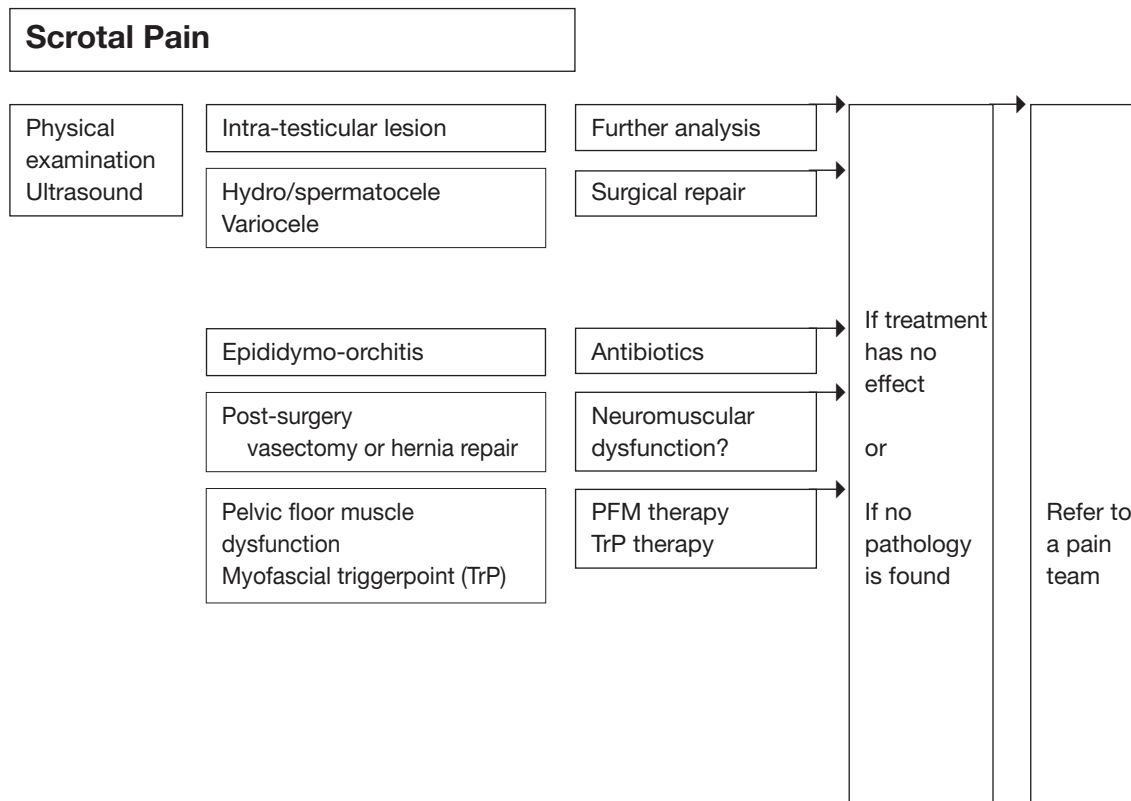 Scrotal Pain
Physical
examination
Ultrasound
Intra-testicular lesion
Further analysis
Hydro/spermatocele
Variocele
Surgical repair
Epididymo-orchitis
Antibiotics
Post-surgery
vasectomy or hernia repair
Neuromuscular
dysfunction?
Pelvic floor muscle
dysfunction
Myofascial triggerpoint (TrP)
PFM therapy
TrP therapy
If treatment
has no
effect
or
If no
pathology
is found
Refer to
a pain
team